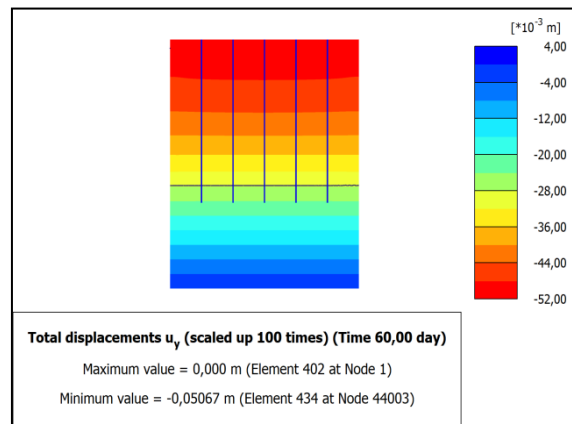 [*10⁻³ m]
4,00
-4,00
-12,00
-20,00
-28,00
-36,00
-44,00
-52,00
Total displacements uᵧ (scaled up 100 times) (Time 60,00 day)
Maximum value = 0,000 m (Element 402 at Node 1)
Minimum value = -0,05067 m (Element 434 at Node 44003)